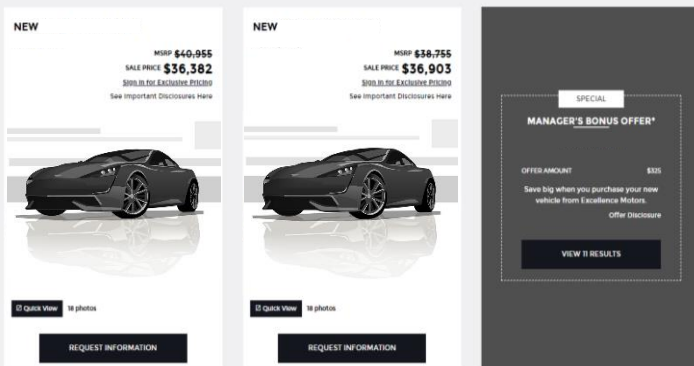 NEW
MSRP $40,955
SALE PRICE $36,382
Sign In for Exclusive Pricing
See Important Disclosures Here
Quick View 18 photos
REQUEST INFORMATION
NEW
MSRP $38,755
SALE PRICE $36,903
Sign In for Exclusive Pricing
See Important Disclosures Here
Quick View 18 photos
REQUEST INFORMATION
SPECIAL
MANAGER'S BONUS OFFER*
OFFER AMOUNT $325
Save big when you purchase your new
vehicle from Excellence Motors.
Offer Disclosure
VIEW 11 RESULTS